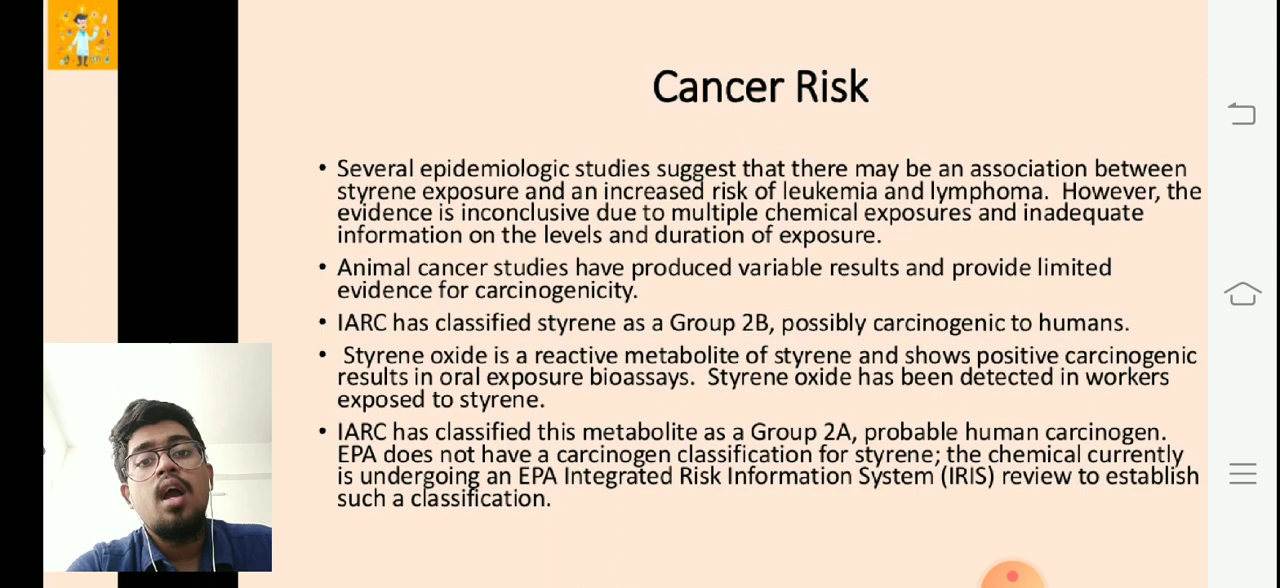 Cancer Risk
• Several epidemiologic studies suggest that there may be an association between
styrene exposure and an increased risk of leukemia and lymphoma.  However, the
evidence is inconclusive due to multiple chemical exposures and inadequate
information on the levels and duration of exposure.
• Animal cancer studies have produced variable results and provide limited
evidence for carcinogenicity.
• IARC has classified styrene as a Group 2B, possibly carcinogenic to humans.
• Styrene oxide is a reactive metabolite of styrene and shows positive carcinogenic
results in oral exposure bioassays.  Styrene oxide has been detected in workers
exposed to styrene.
• IARC has classified this metabolite as a Group 2A, probable human carcinogen.
EPA does not have a carcinogen classification for styrene; the chemical currently
is undergoing an EPA Integrated Risk Information System (IRIS) review to establish
such a classification.